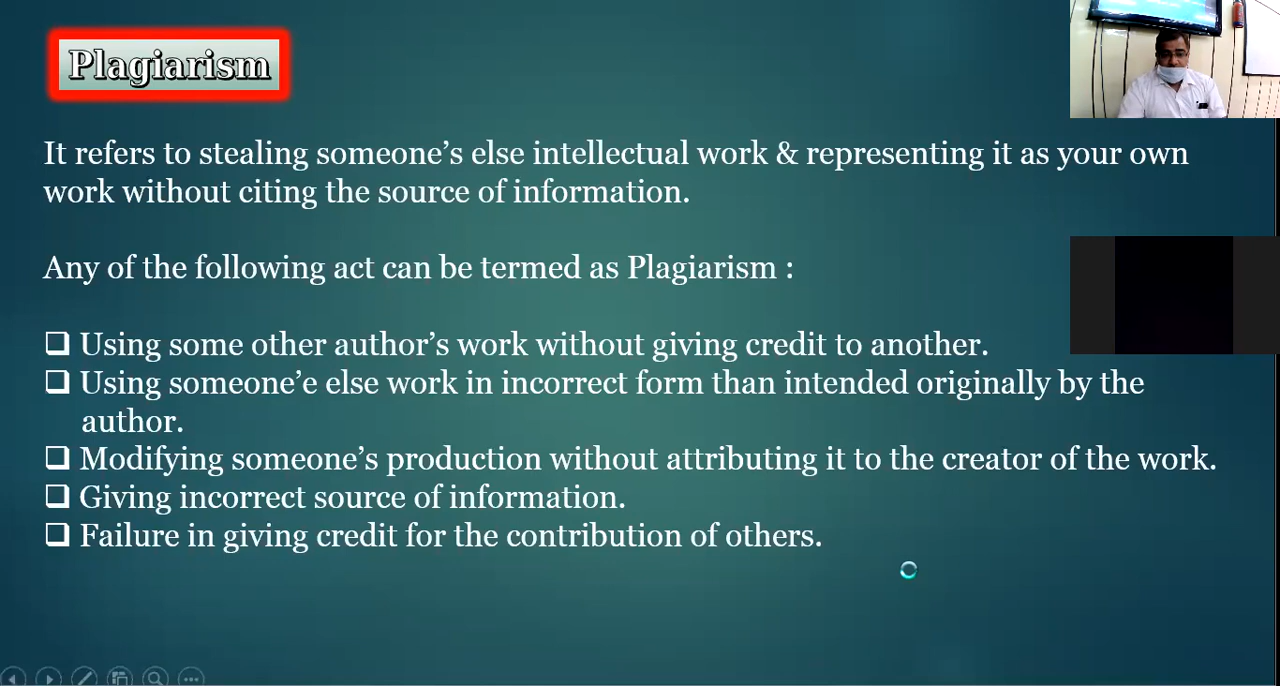 Plagiarism
It refers to stealing someone’s else intellectual work & representing it as your own
work without citing the source of information.
Any of the following act can be termed as Plagiarism :
❑ Using some other author’s work without giving credit to another.
❑ Using someone’e else work in incorrect form than intended originally by the
author.
❑ Modifying someone’s production without attributing it to the creator of the work.
❑ Giving incorrect source of information.
❑ Failure in giving credit for the contribution of others.